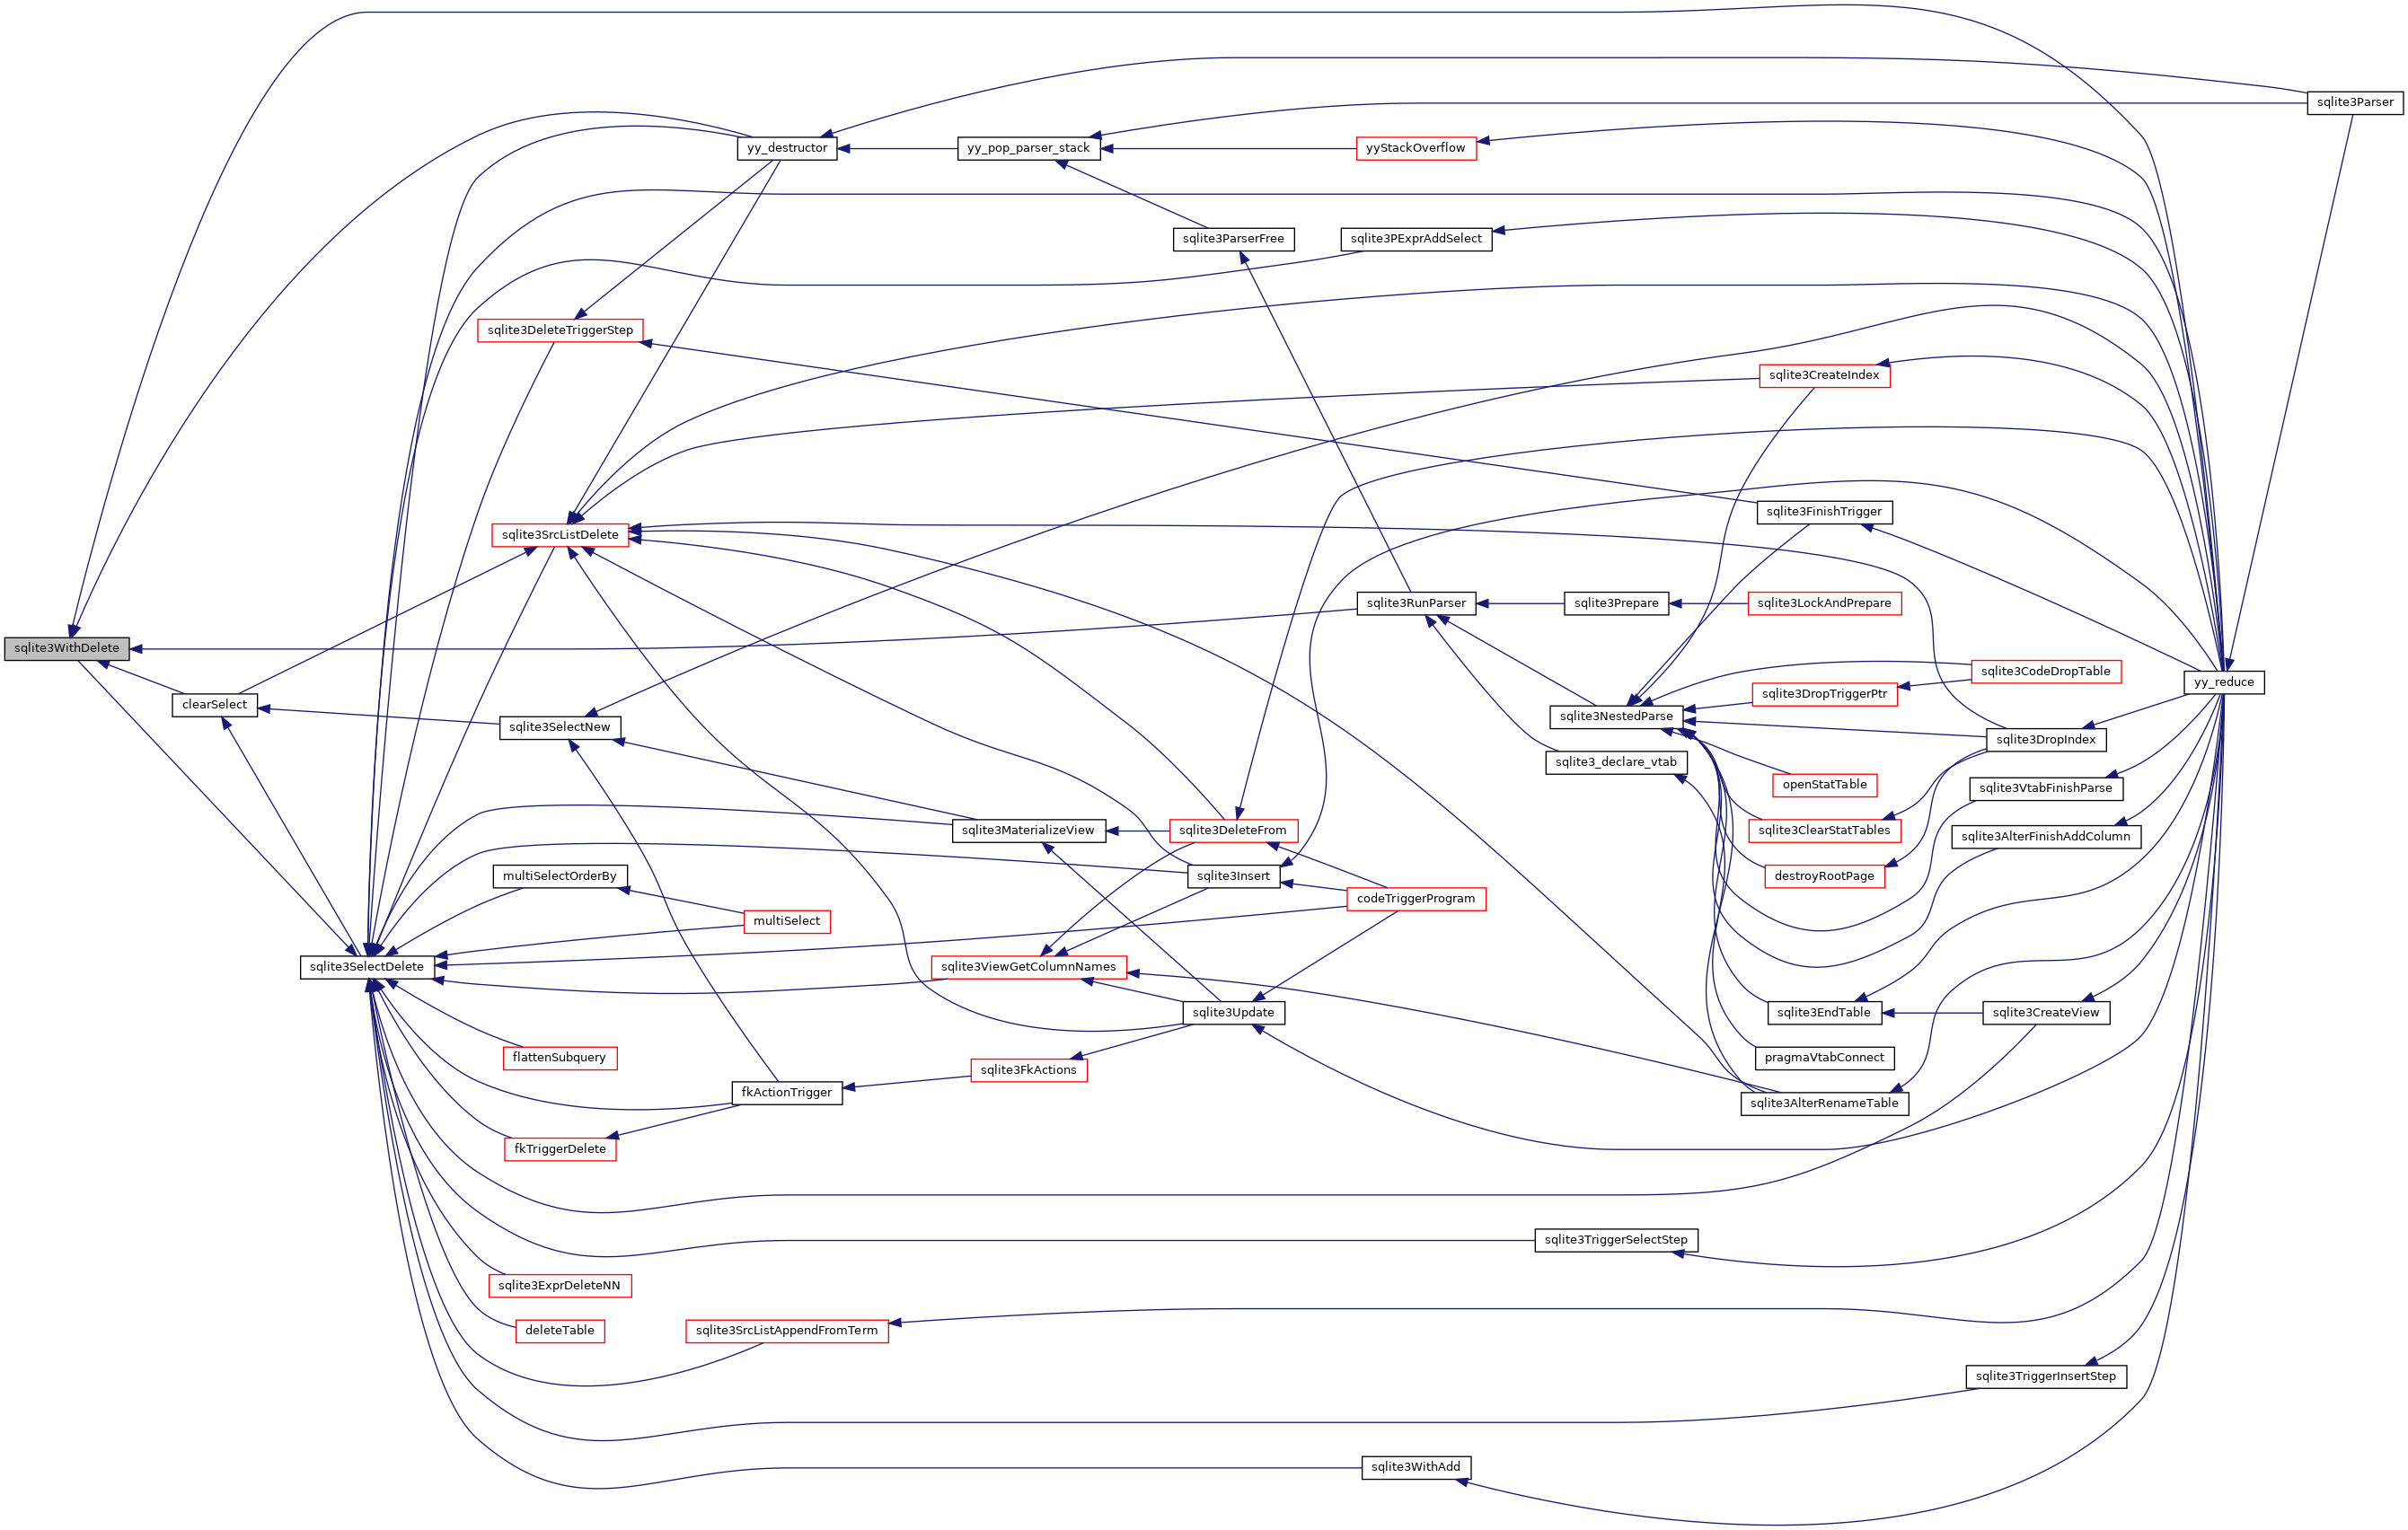 sqlite3Parser
yy_destructor
yy_pop_parser_stack
yyStackOverflow
sqlite3ParserFree
sqlite3PExprAddSelect
sqlite3DeleteTriggerStep
sqlite3CreateIndex
sqlite3FinishTrigger
sqlite3SrcListDelete
sqlite3RunParser
sqlite3Prepare
sqlite3LockAndPrepare
sqlite3WithDelete
sqlite3CodeDropTable
yy_reduce
sqlite3DropTriggerPtr
clearSelect
sqlite3NestedParse
sqlite3SelectNew
sqlite3DropIndex
sqlite3_declare_vtab
openStatTable
sqlite3VtabFinishParse
sqlite3MaterializeView
sqlite3DeleteFrom
sqlite3ClearStatTables
sqlite3AlterFinishAddColumn
multiSelectOrderBy
sqlite3Insert
destroyRootPage
codeTriggerProgram
multiSelect
sqlite3SelectDelete
sqlite3ViewGetColumnNames
sqlite3Update
sqlite3EndTable
sqlite3CreateView
flattenSubquery
pragmaVtabConnect
sqlite3FkActions
fkActionTrigger
sqlite3AlterRenameTable
fkTriggerDelete
sqlite3TriggerSelectStep
sqlite3ExprDeleteNN
deleteTable
sqlite3SrcListAppendFromTerm
sqlite3TriggerInsertStep
sqlite3WithAdd